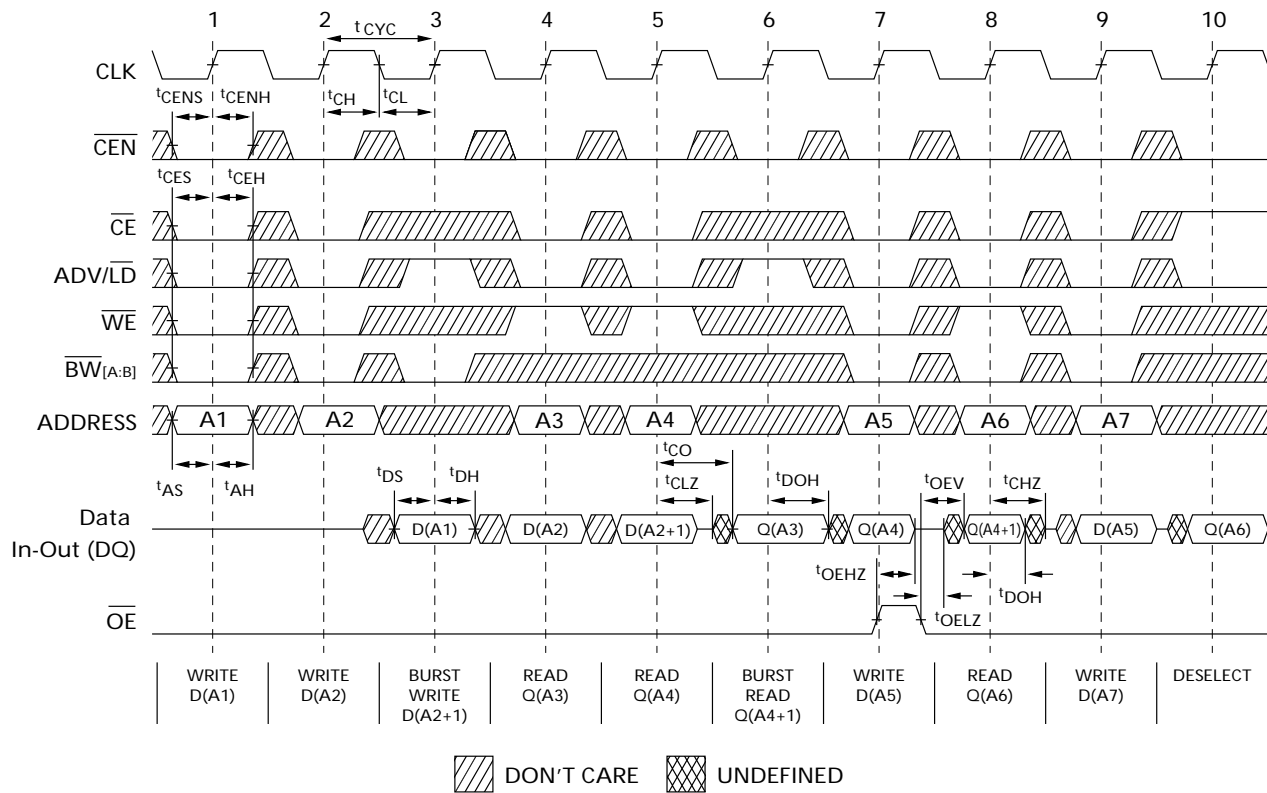 1 2 3 4 5 6 7 8 9 10
tCYC
CLK
tCENS tCENH tCH tCL
CEN
tCES tCEH
CE
ADV/LD
WE
BW[A:B]
ADDRESS A1 A2 A3 A4 A5 A6 A7
tCO
tAS tAH tDS tDH tCLZ tDOH tOEV tCHZ
Data
In-Out (DQ)
D(A1) D(A2) D(A2+1) Q(A3) Q(A4) Q(A4+1) D(A5) Q(A6)
tOEHZ tDOH
tOELZ
OE
WRITE
D(A1)
WRITE
D(A2)
BURST
WRITE
D(A2+1)
READ
Q(A3)
READ
Q(A4)
BURST
READ
Q(A4+1)
WRITE
D(A5)
READ
Q(A6)
WRITE
D(A7)
DESELECT
DON'T CARE UNDEFINED